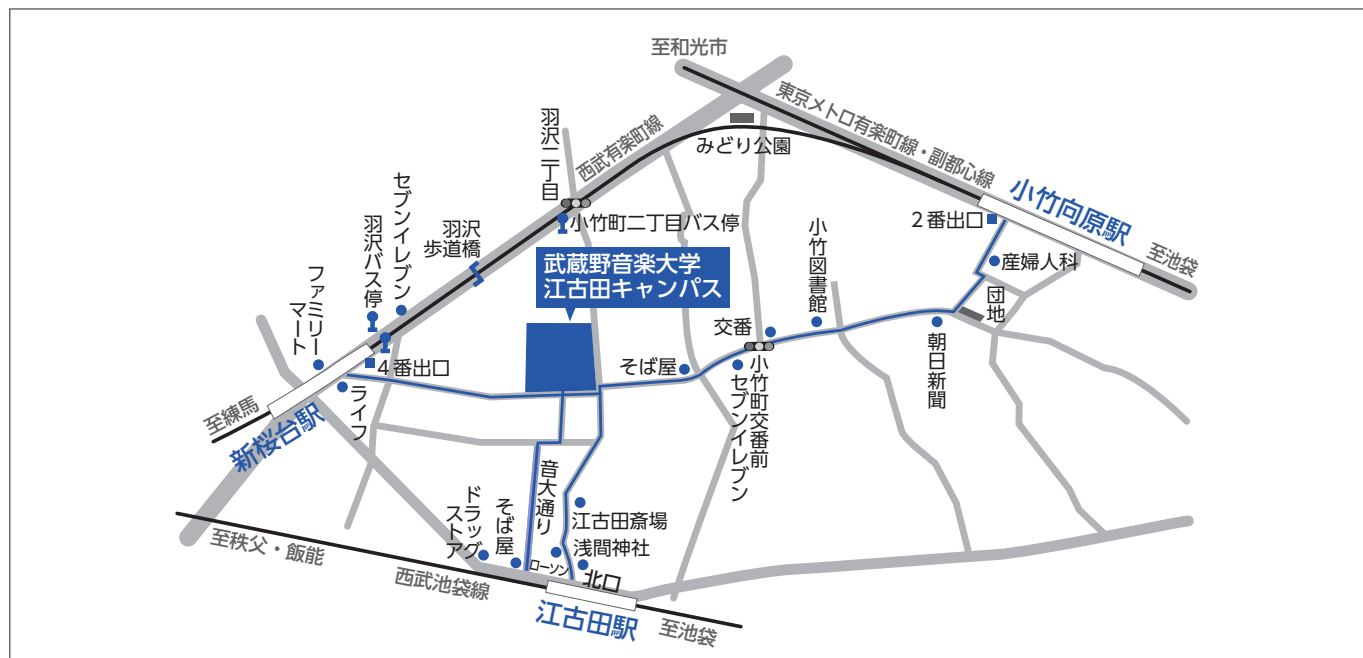 至和光市
東京メトロ有楽町線・副都心線
西武有楽町線
みどり公園
羽沢二丁目
小竹町二丁目バス停
小竹向原駅
２番出口
至池袋
産婦人科
団地
小竹図書館
朝日新聞
交番
小竹町交番前
セブンイレブン
そば屋
武蔵野音楽大学
江古田キャンパス
羽沢
歩道橋
セブンイレブン
羽沢バス停
ファミリー
マート
４番出口
ライフ
至練馬
新桜台駅
音大通り
江古田斎場
浅間神社
ドラッグ
ストア
そば屋
ローソン
北口
至秩父・飯能
西武池袋線
江古田駅
至池袋